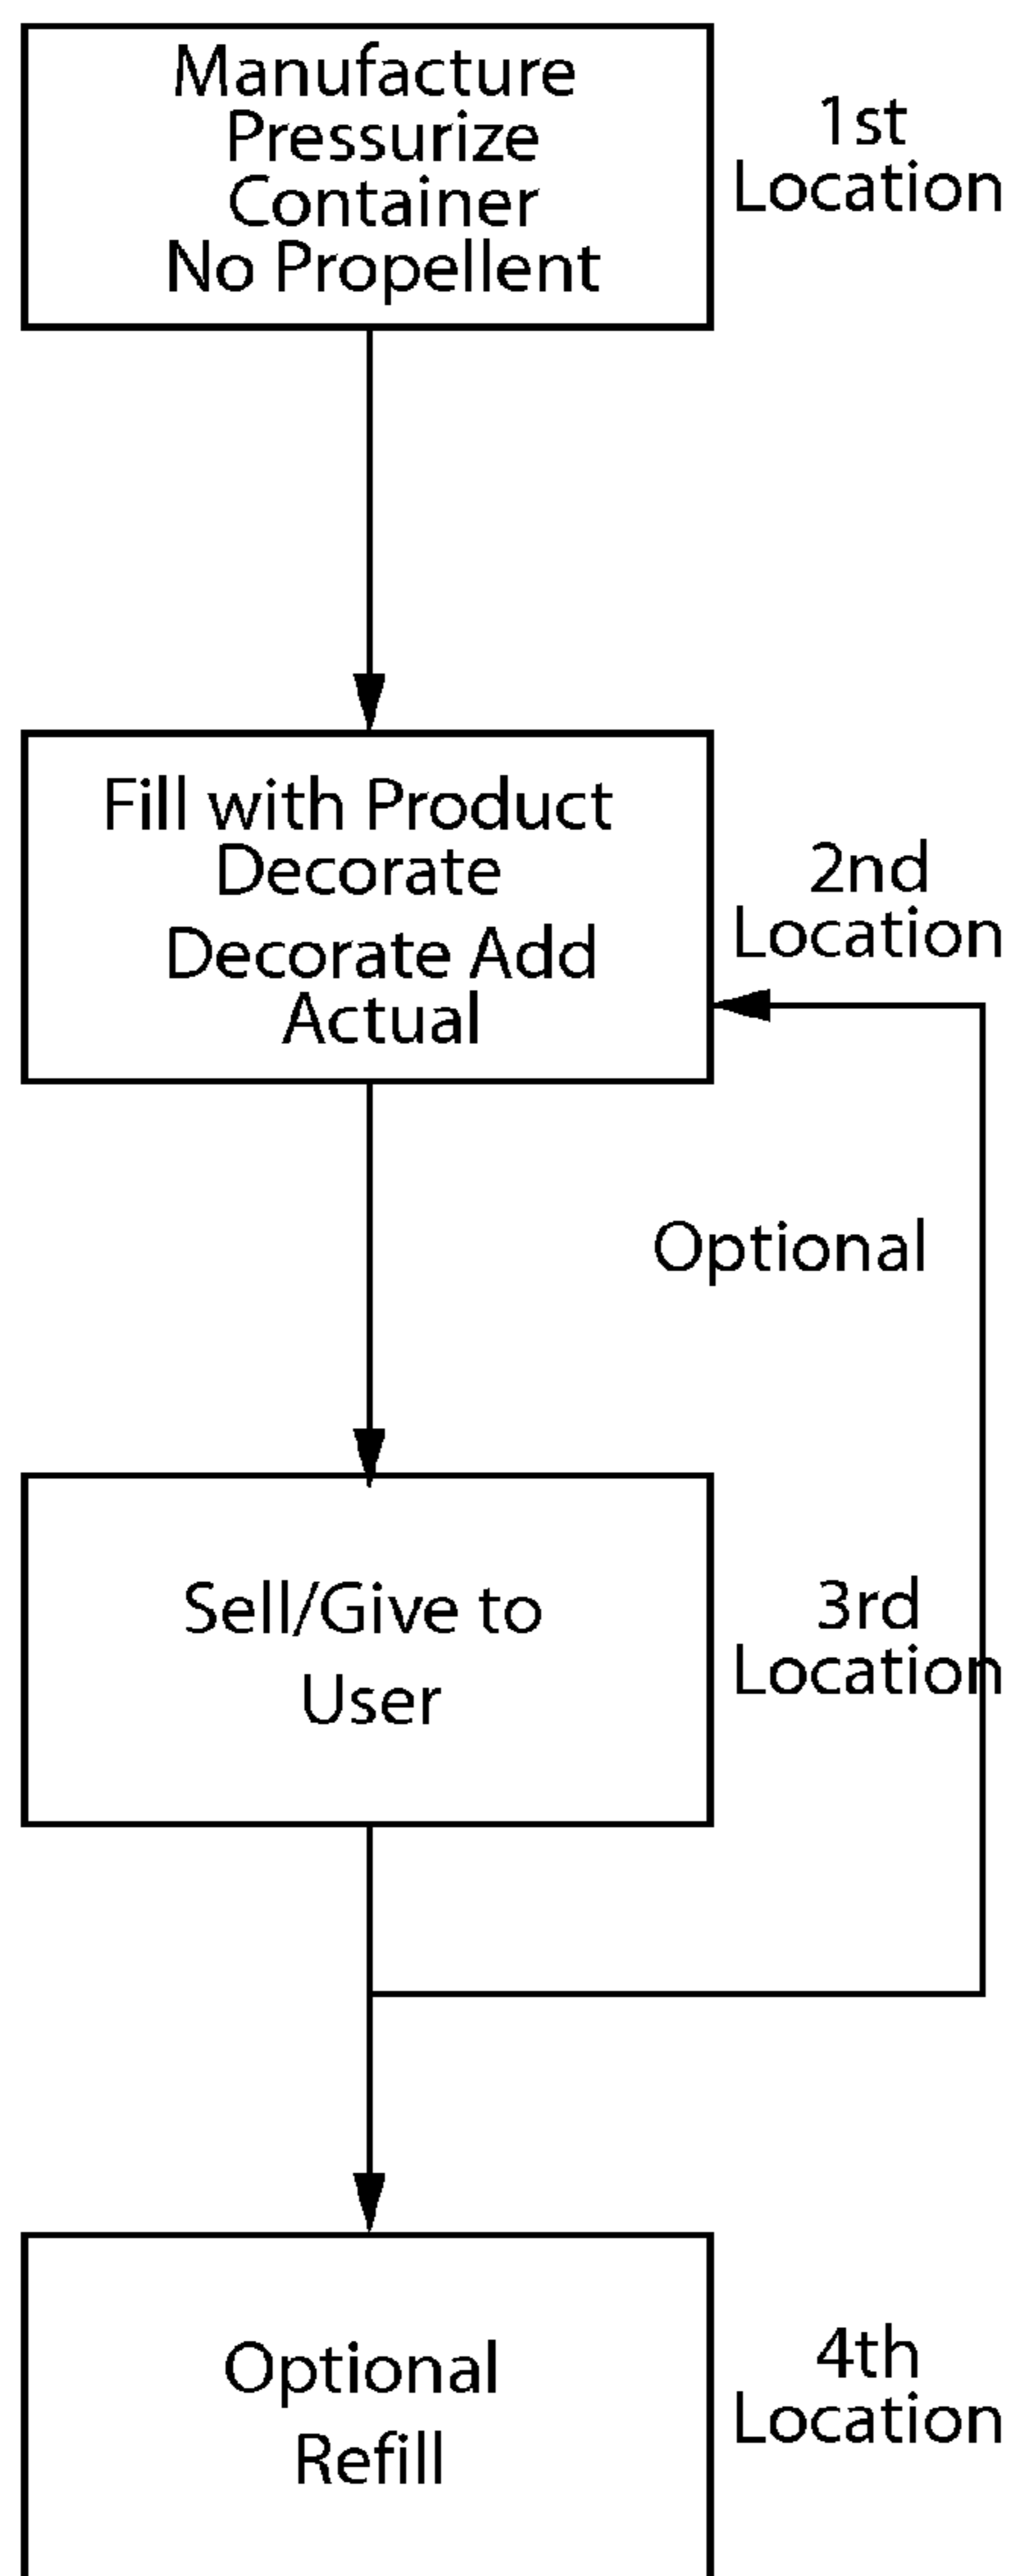 Manufacture
Pressurize
Container
No Propellent
1st
Location
Fill with Product
Decorate
Decorate Add
Actual
2nd
Location
Optional
Sell/Give to
User
3rd
Location
Optional
Refill
4th
Location